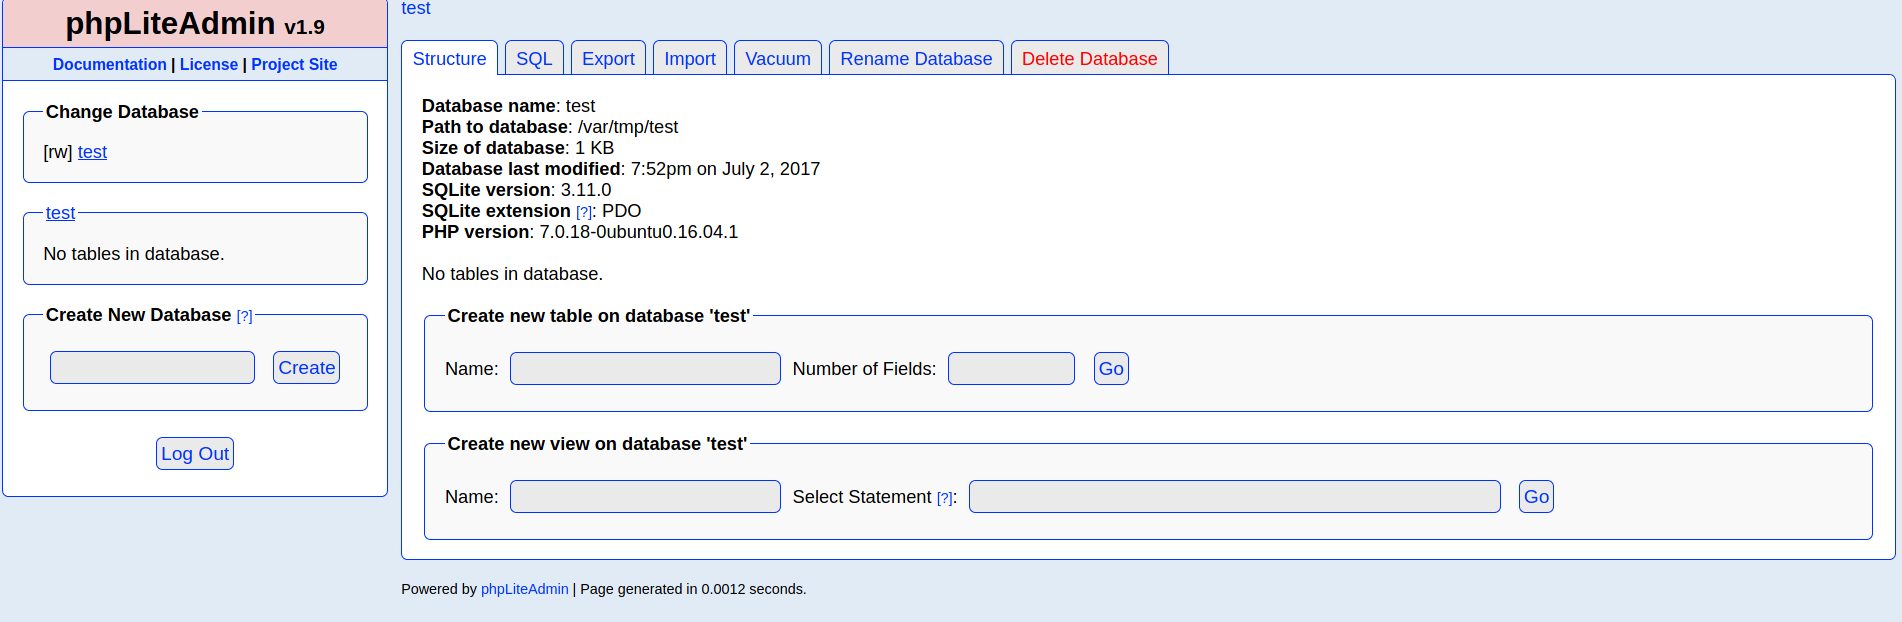 phpLiteAdmin v1.9
Documentation | License | Project Site
Change Database
[rw] test
test
No tables in database.
Create New Database [?]
Create
Log Out
test
Structure
SQL
Export
Import
Vacuum
Rename Database
Delete Database
Database name: test
Path to database: /var/tmp/test
Size of database: 1 KB
Database last modified: 7:52pm on July 2, 2017
SQLite version: 3.11.0
SQLite extension [?]: PDO
PHP version: 7.0.18-0ubuntu0.16.04.1
No tables in database.
Create new table on database 'test'
Name: Number of Fields: Go
Create new view on database 'test'
Name: Select Statement [?]: Go
Powered by phpLiteAdmin | Page generated in 0.0012 seconds.